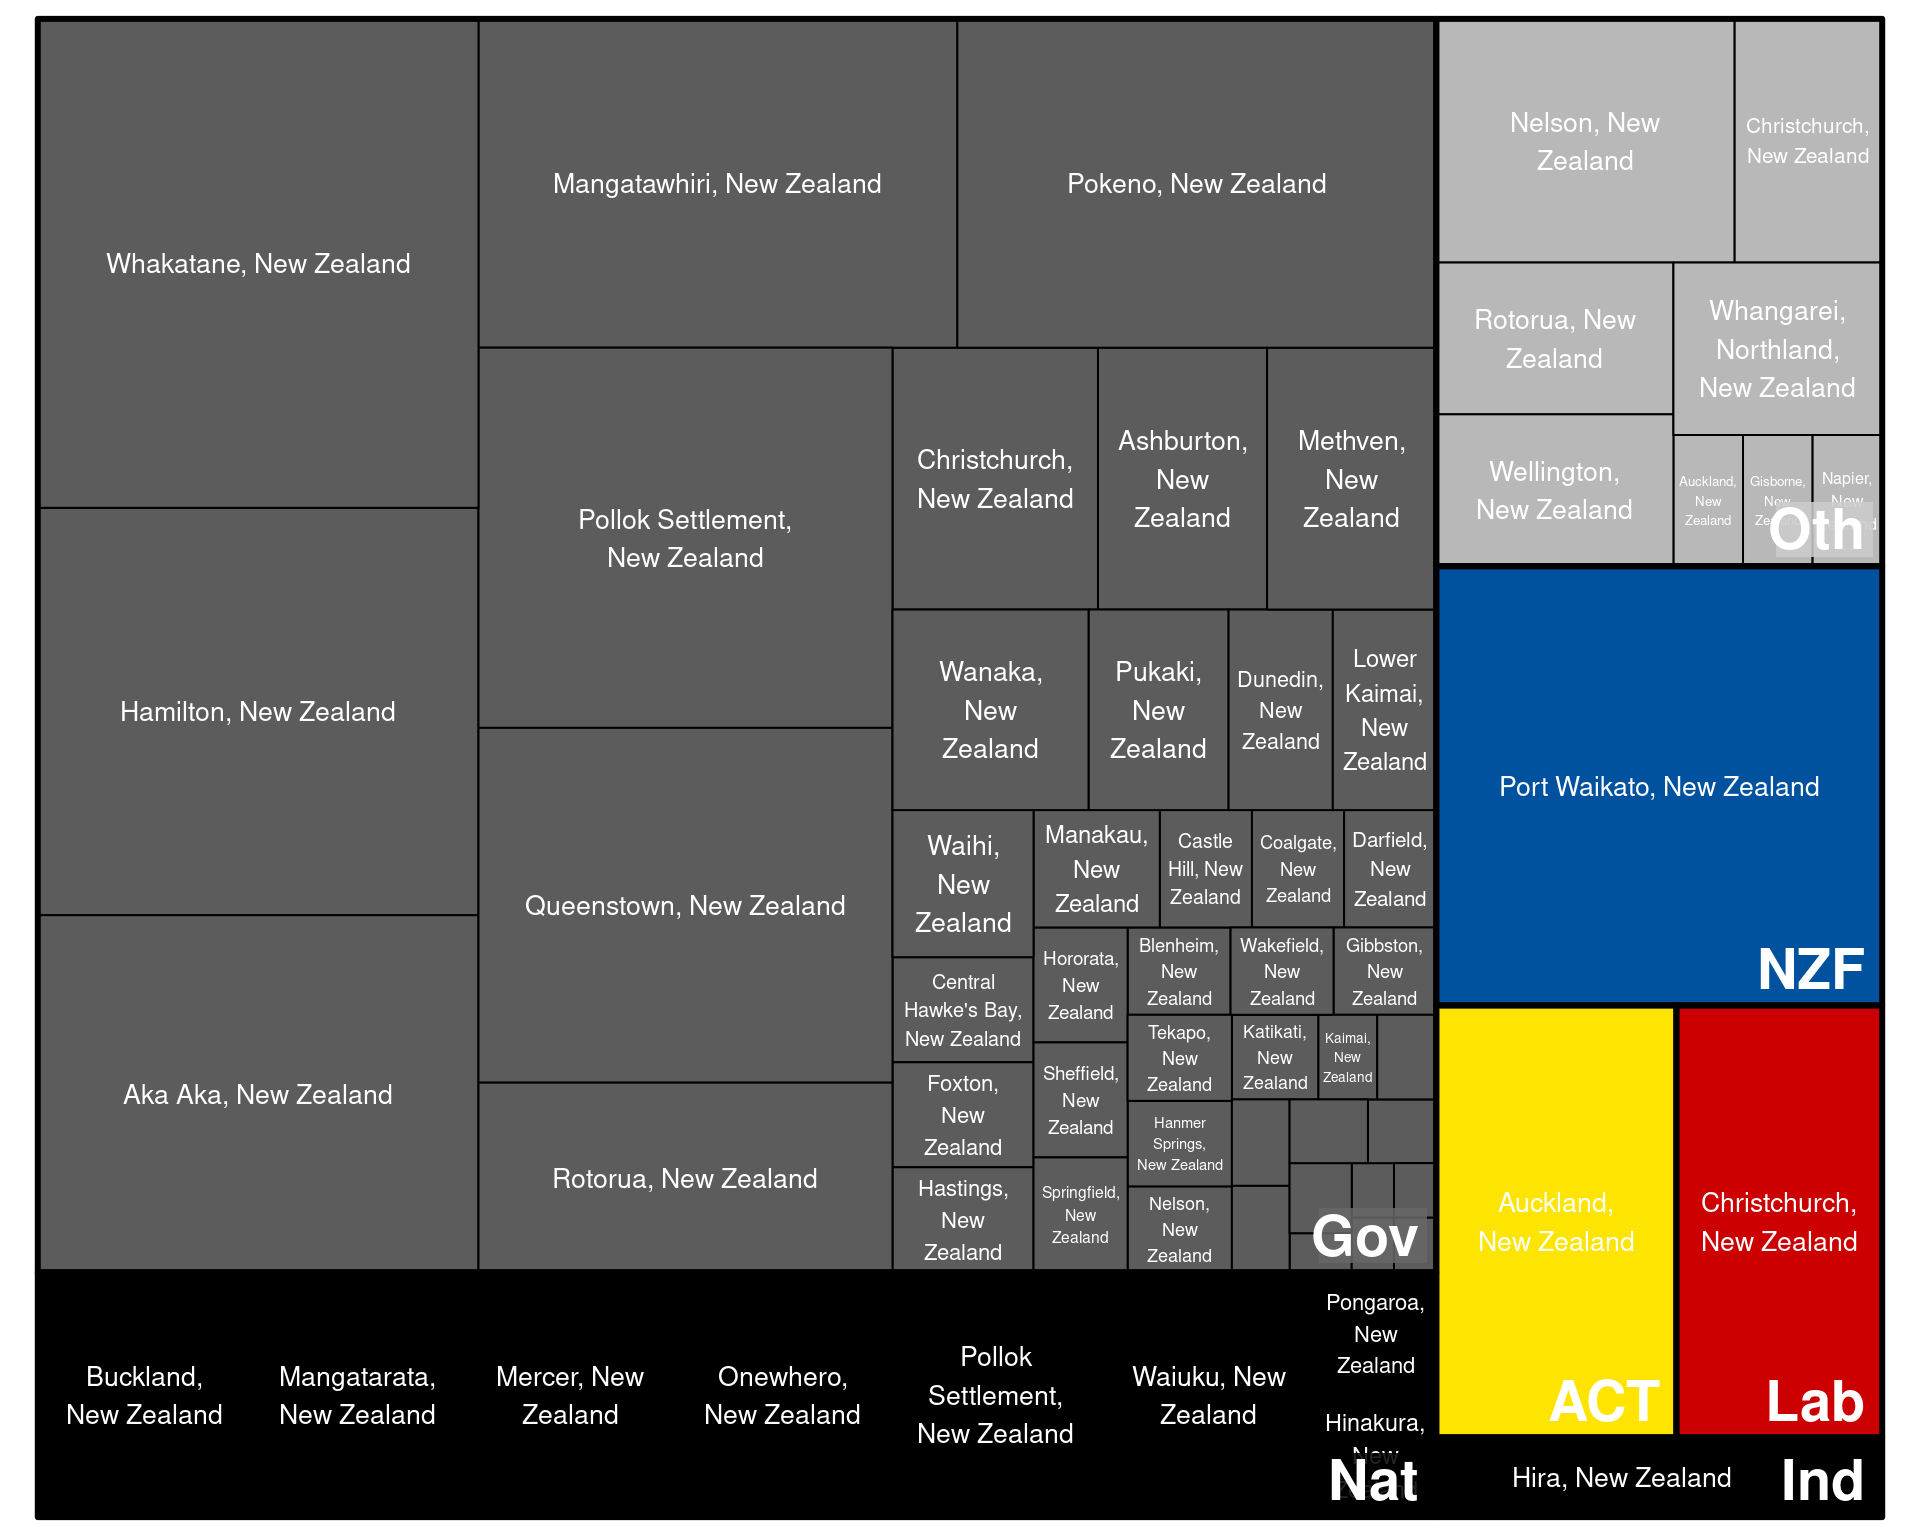 Whakatane, New Zealand
Mangatawhiri, New Zealand
Pokeno, New Zealand
Hamilton, New Zealand
Aka Aka, New Zealand
Pollok Settlement,
New Zealand
Queenstown, New Zealand
Rotorua, New Zealand
Christchurch,
New Zealand
Ashburton,
New
Zealand
Methven,
New
Zealand
Wanaka,
New
Zealand
Pukaki,
New
Zealand
Dunedin,
New
Zealand
Lower
Kaimai,
New
Zealand
Waihi,
New
Zealand
Manakau,
New
Zealand
Castle
Hill, New
Zealand
Coalgate,
New
Zealand
Darfield,
New
Zealand
Central
Hawke's Bay,
New Zealand
Foxton,
New
Zealand
Hastings,
New
Zealand
Hororata,
New
Zealand
Sheffield,
New
Zealand
Springfield,
New
Zealand
Blenheim,
New
Zealand
Wakefield,
New
Zealand
Gibbston,
New
Zealand
Tekapo,
New
Zealand
Katikati,
New
Zealand
Kaimai,
New
Zealand
Hanmer
Springs,
New Zealand
Nelson,
New
Zealand
Gov
Buckland,
New Zealand
Mangatarata,
New Zealand
Mercer, New
Zealand
Onewhero,
New Zealand
Pollok
Settlement,
New Zealand
Waiuku, New
Zealand
Pongaroa,
New
Zealand
Hinakura,
New
Nat
Nelson, New
Zealand
Christchurch,
New Zealand
Rotorua, New
Zealand
Whangarei,
Northland,
New Zealand
Wellington,
New Zealand
Auckland,
New
Zealand
Gisborne,
New
Napier,
New
Oth
Port Waikato, New Zealand
NZF
Auckland,
New Zealand
ACT
Christchurch,
New Zealand
Lab
Hira, New Zealand
Ind